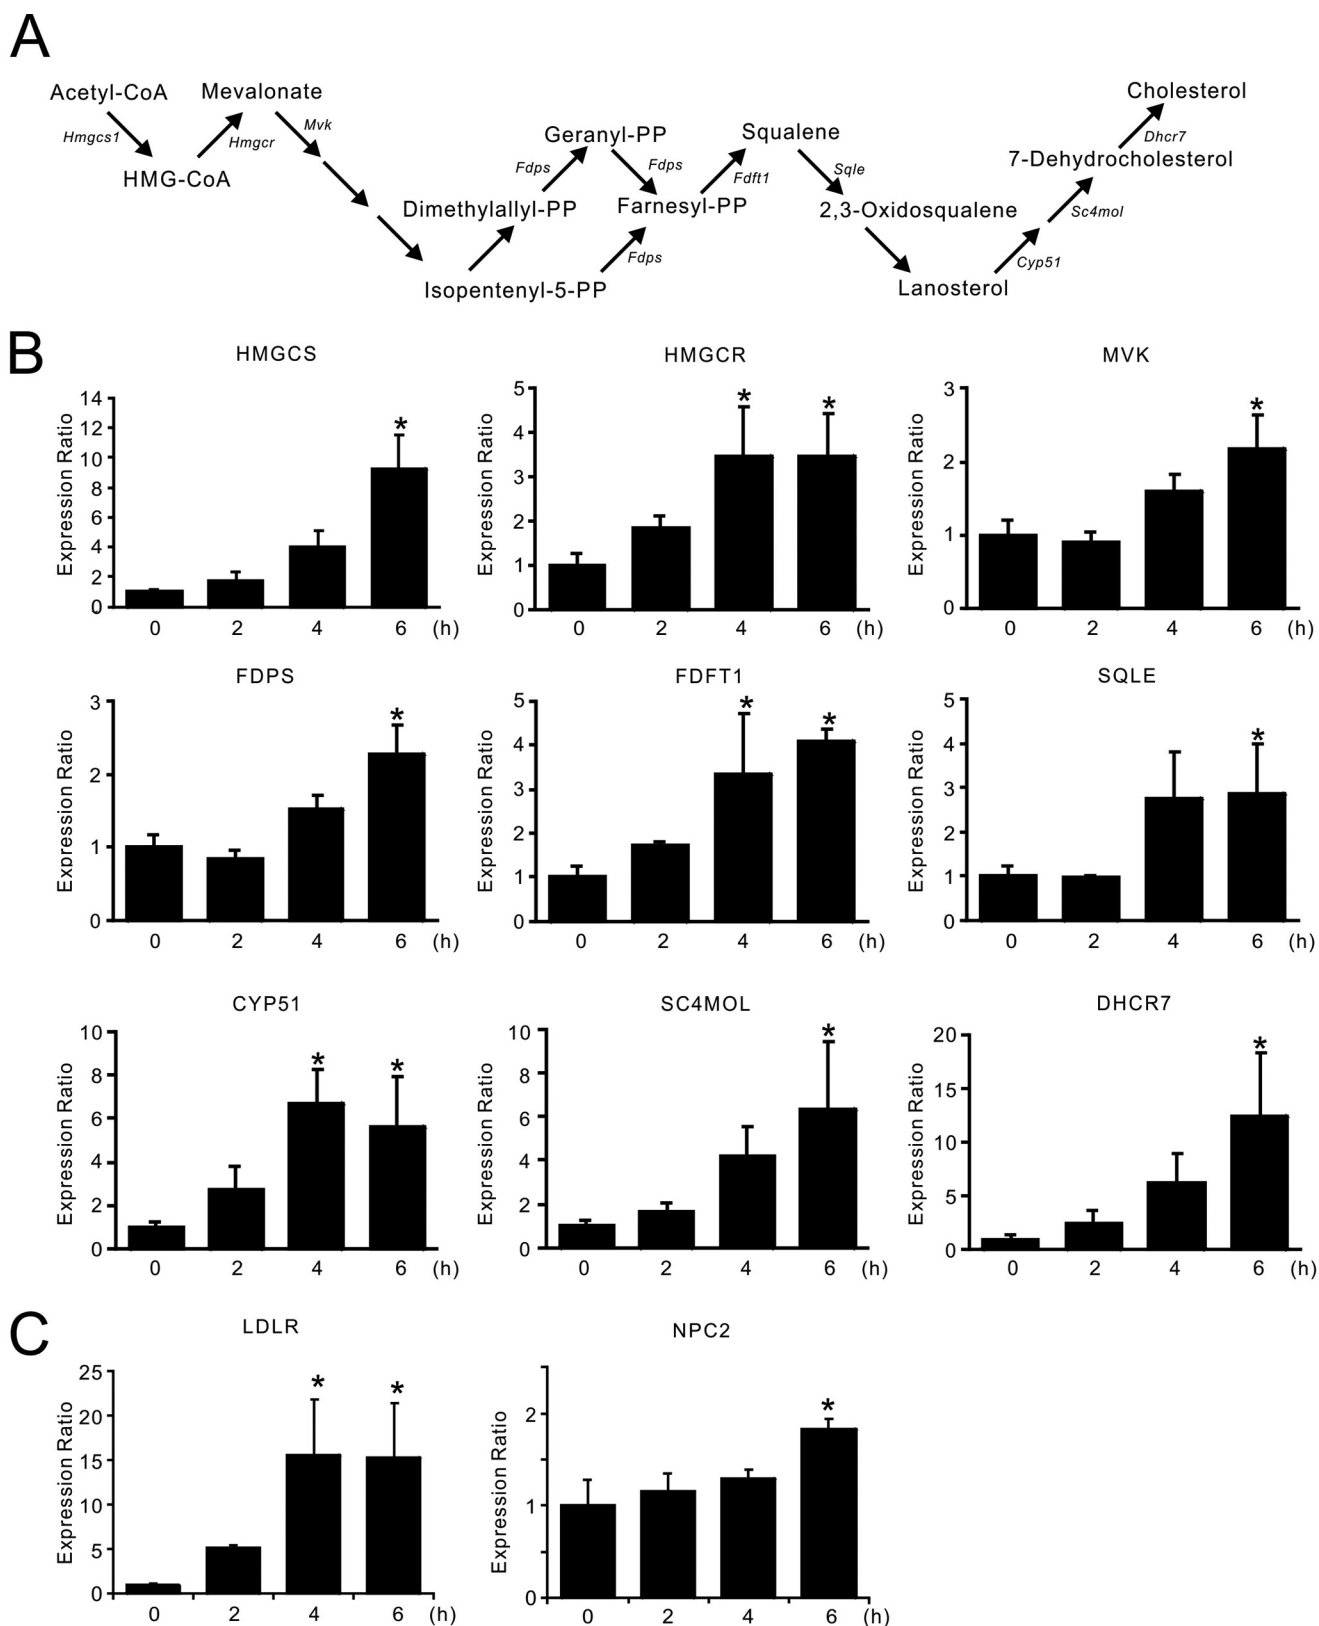 A
Acetyl-CoA Mevalonate Cholesterol
Hmgcs1 Hmgcr Mvk Geranyl-PP Squalene Dhcr7
HMG-CoA Fdps Fdps Fdft1 Sqle 7-Dehydrocholesterol
Dimethylallyl-PP Farnesyl-PP 2,3-Oxidosqualene Sc4mol
Fdps Cyp51
Isopentenyl-5-PP Lanosterol
B
HMGCS
Expression Ratio
14
12
10
8
6
4
2
0
*
0 2 4 6 (h)
HMGCR
Expression Ratio
5
4
3
2
1
0
* *
0 2 4 6 (h)
MVK
Expression Ratio
3
2
1
0
*
0 2 4 6 (h)
FDPS
Expression Ratio
3
2
1
0
*
0 2 4 6 (h)
FDFT1
Expression Ratio
5
4
3
2
1
0
* *
0 2 4 6 (h)
SQLE
Expression Ratio
5
4
3
2
1
0
*
0 2 4 6 (h)
CYP51
Expression Ratio
10
8
6
4
2
0
* *
0 2 4 6 (h)
SC4MOL
Expression Ratio
10
8
6
4
2
0
*
0 2 4 6 (h)
DHCR7
Expression Ratio
20
15
10
5
0
*
0 2 4 6 (h)
C
LDLR
Expression Ratio
25
20
15
10
5
0
* *
0 2 4 6 (h)
NPC2
Expression Ratio
2
1
0
*
0 2 4 6 (h)